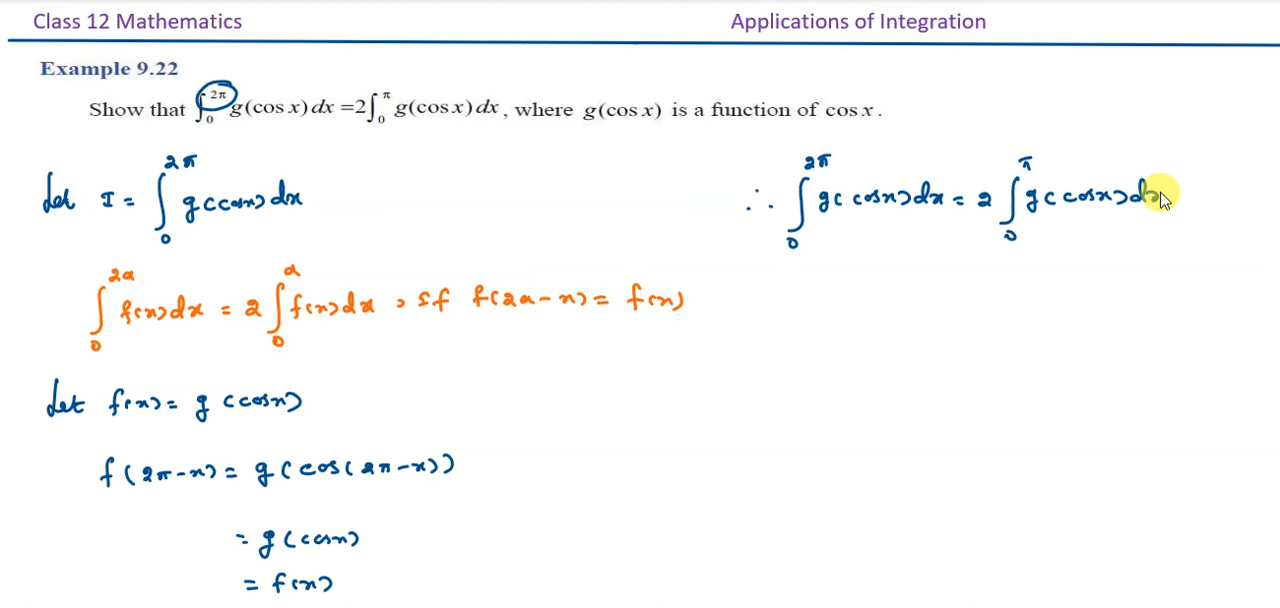 Class 12 Mathematics Applications of Integration
Example 9.22
Show that ∫₀^{2π} g(cos x) dx = 2∫₀^{π} g(cos x) dx, where g(cos x) is a function of cos x.
Let I = ∫₀^{2π} g(cos x) dx
∫₀^{2a} f(x) dx = 2 ∫₀^{a} f(x) dx, If f(2a - x) = f(x)
Let f(x) = g(cos x)
f(2π - x) = g(cos(2π - x))
= g(cos x)
= f(x)
∴ ∫₀^{2π} g(cos x) dx = 2 ∫₀^{π} g(cos x) dx